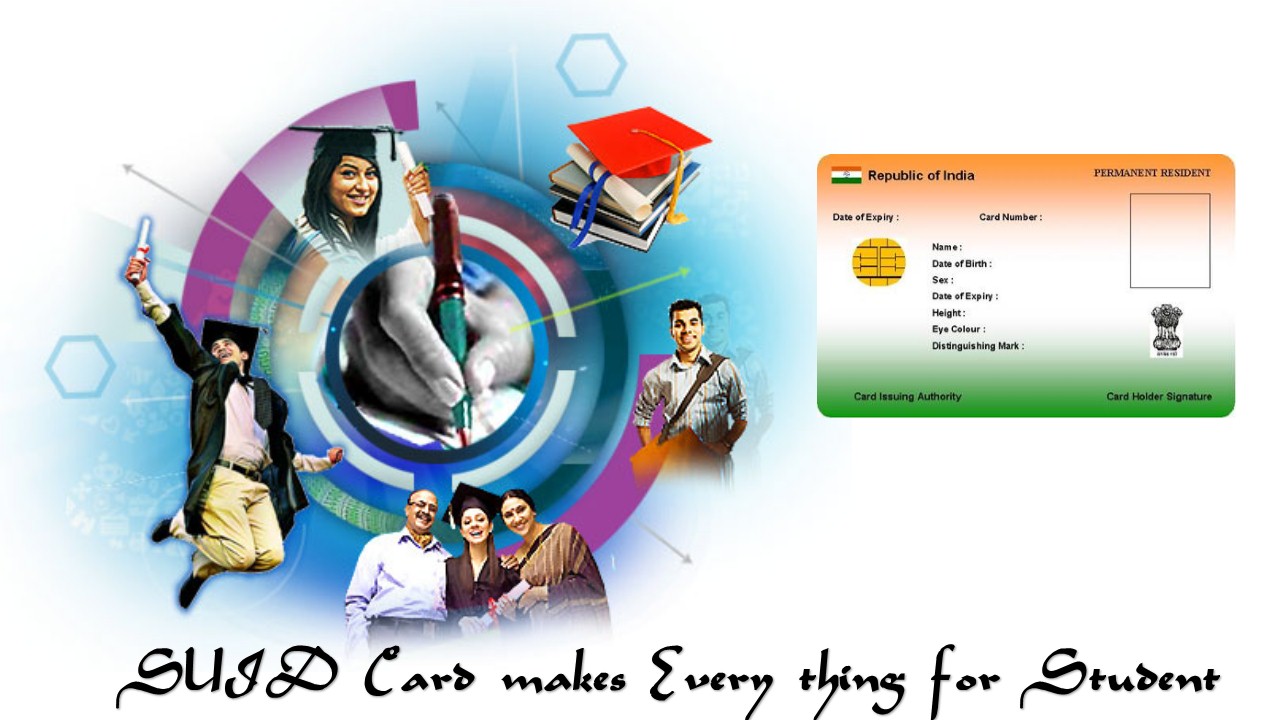 Republic of India
PERMANENT RESIDENT
Date of Expiry :
Card Number :
Name :
Date of Birth :
Sex :
Date of Expiry :
Height :
Eye Colour :
Distinguishing Mark :
Card Issuing Authority
Card Holder Signature
SUID Card makes Every thing for Student